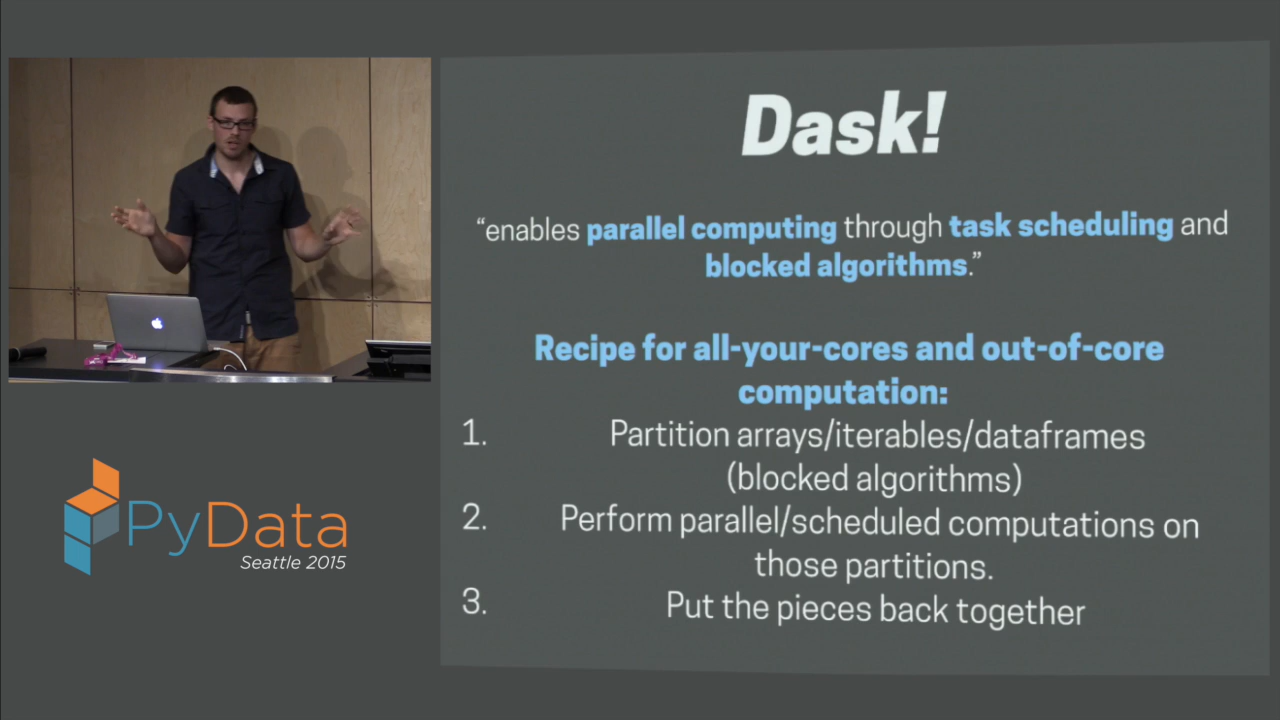 Dask!
“enables parallel computing through task scheduling and
blocked algorithms.”
Recipe for all-your-cores and out-of-core
computation:
1. Partition arrays/iterables/dataframes
(blocked algorithms)
2. Perform parallel/scheduled computations on
those partitions.
3. Put the pieces back together
PyData
Seattle 2015